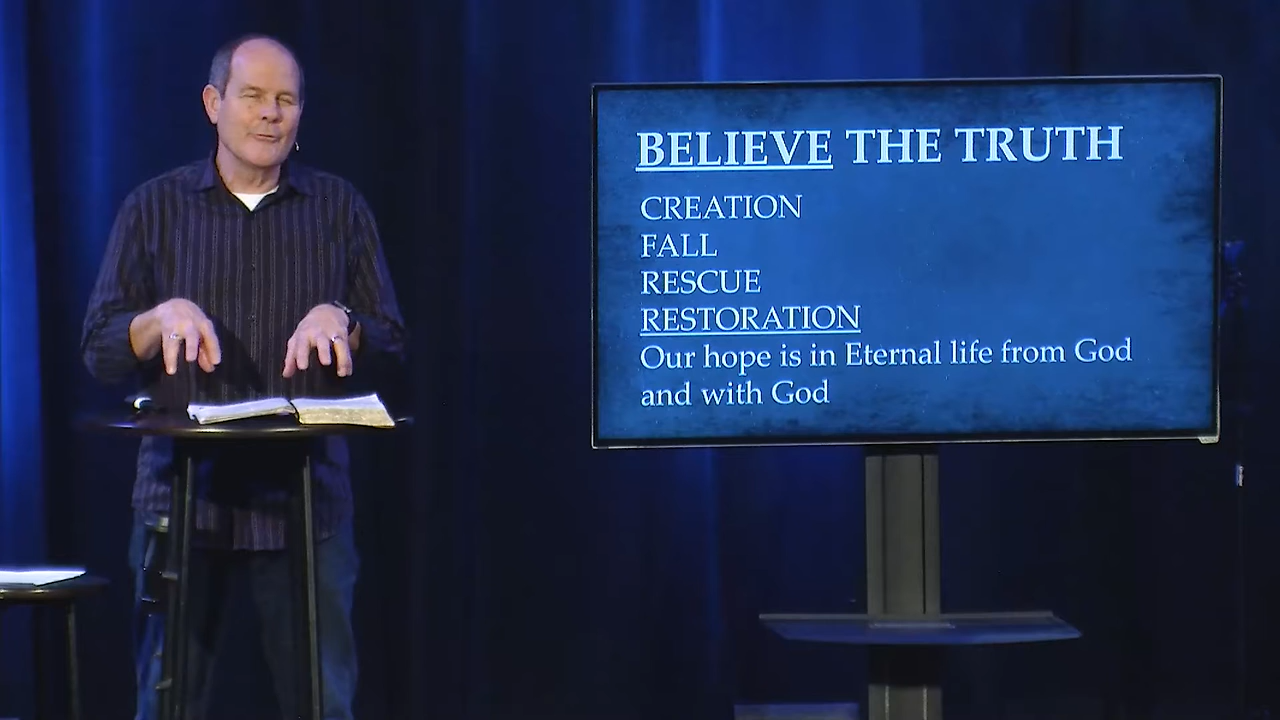 BELIEVE THE TRUTH
CREATION
FALL
RESCUE
RESTORATION
Our hope is in Eternal life from God
and with God